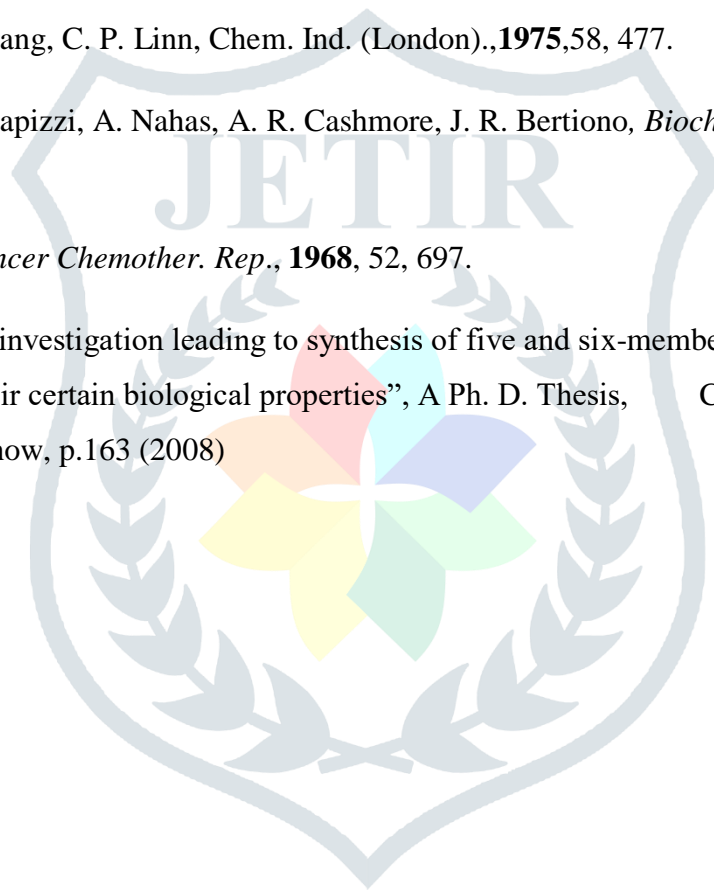 ang, C. P. Linn, Chem. Ind. (London).,1975,58, 477.
apizzi, A. Nahas, A. R. Cashmore, J. R. Bertiono, Bioch
JETIR
ncer Chemother. Rep., 1968, 52, 697.
investigation leading to synthesis of five and six-membe
ir certain biological properties”, A Ph. D. Thesis, C
now, p.163 (2008)